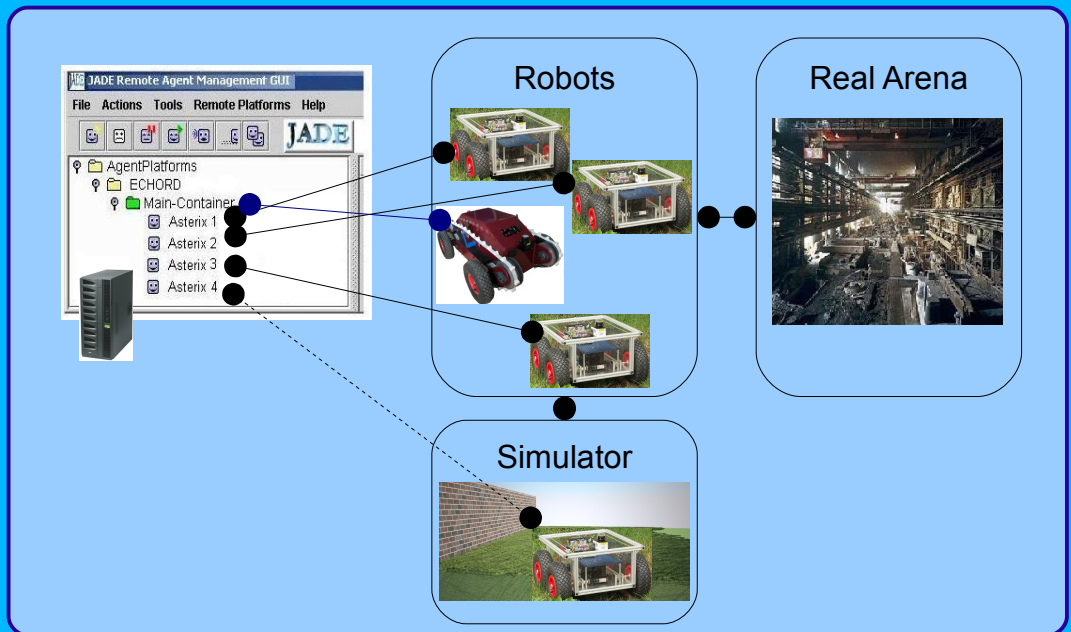 JADE Remote Agent Management GUI
File Actions Tools Remote Platforms Help
JADE
AgentPlatforms
ECHORD
Main-Container
Asterix 1
Asterix 2
Asterix 3
Asterix 4
Robots
Real Arena
Simulator